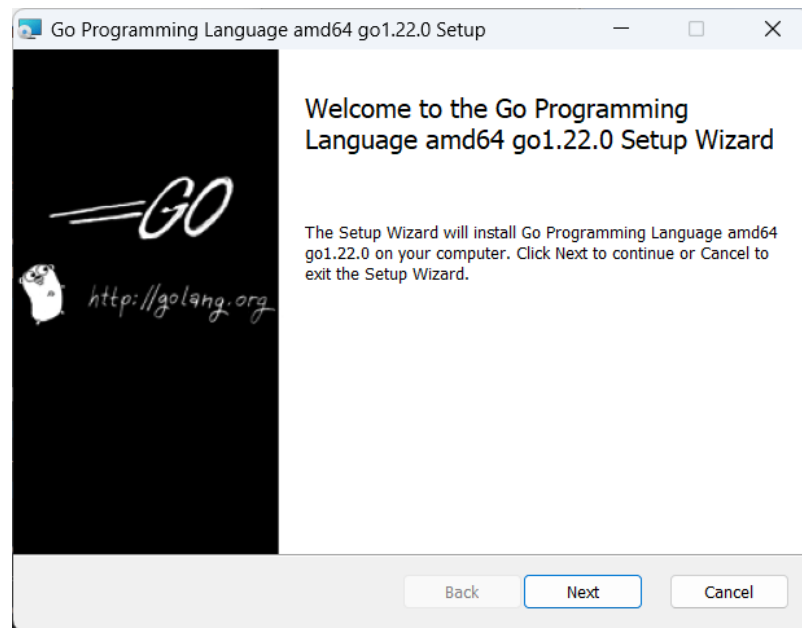 Go Programming Language amd64 go1.22.0 Setup
Welcome to the Go Programming
Language amd64 go1.22.0 Setup Wizard
GO
http://golang.org
The Setup Wizard will install Go Programming Language amd64
go1.22.0 on your computer. Click Next to continue or Cancel to
exit the Setup Wizard.
Back
Next
Cancel